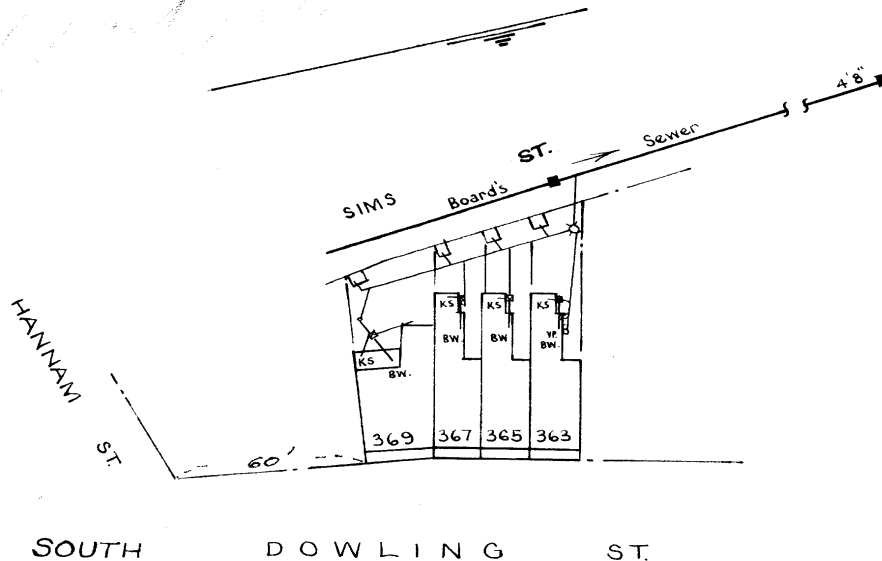 4'8"
Sewer
ST.
Board's
SIMS
HANNAM
ST.
KS
KS
KS
BW
BW
V.P.
BW.
KS
BW.
369
367
365
363
60'
SOUTH DOWLING ST.